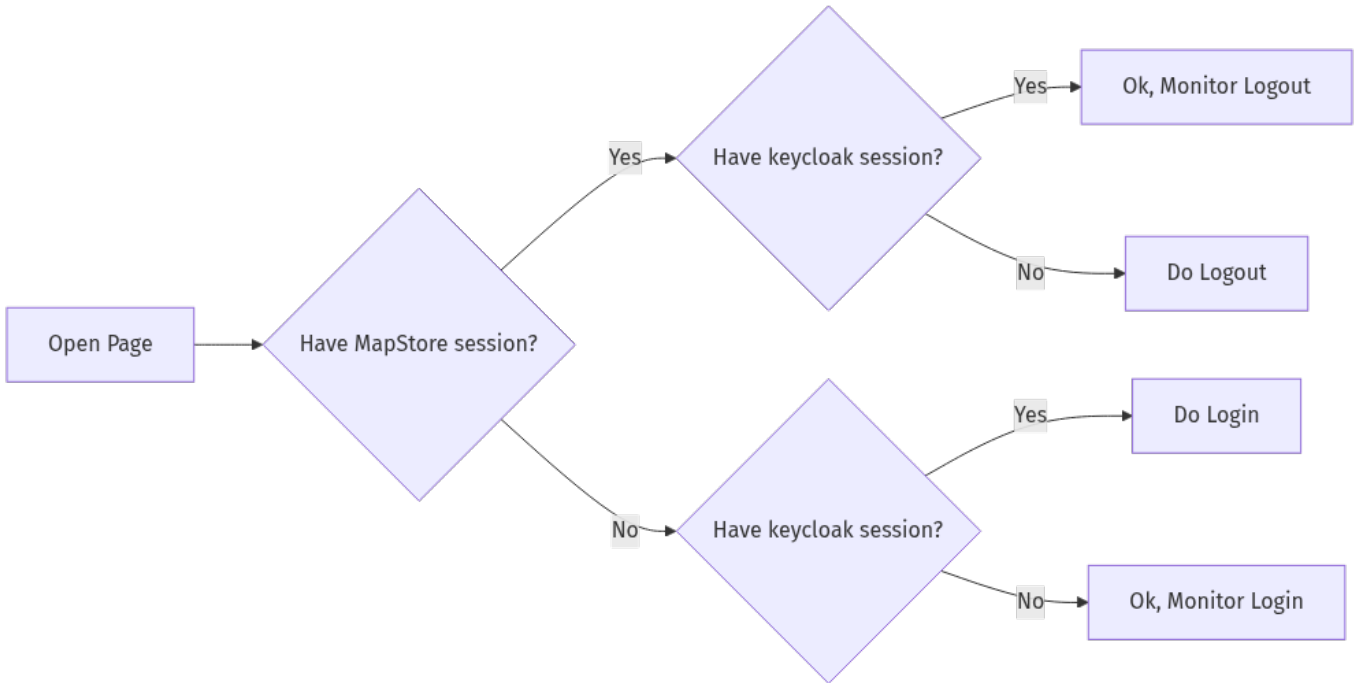 Open Page
Have MapStore session?
Yes
Have keycloak session?
Yes
Ok, Monitor Logout
No
Do Logout
No
Have keycloak session?
Yes
Do Login
No
Ok, Monitor Login